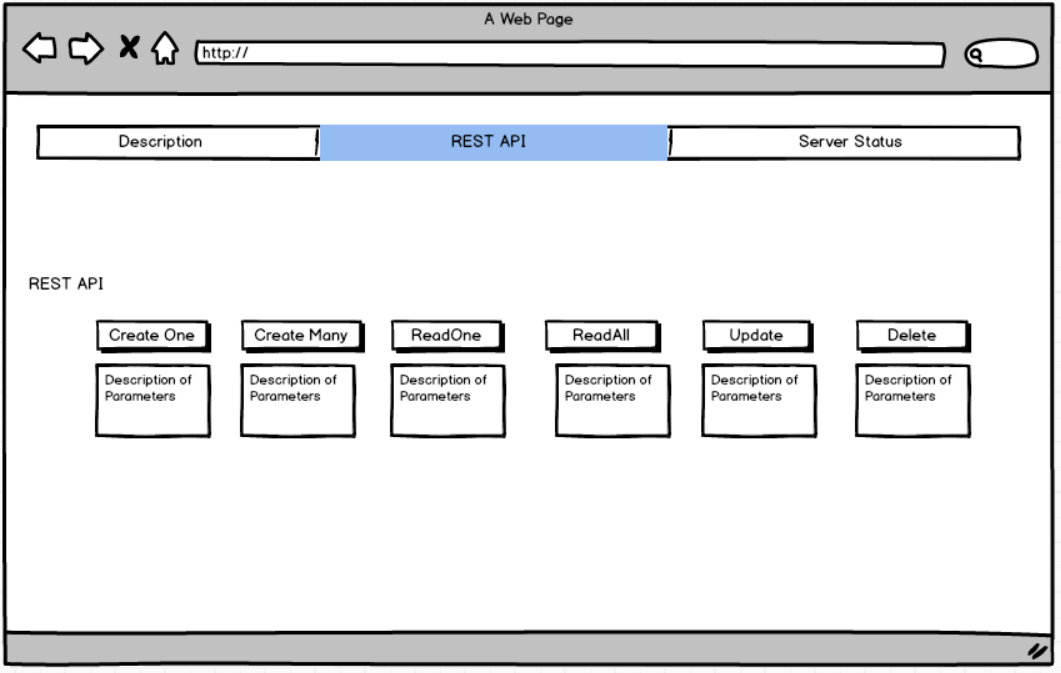 A Web Page
http://
Description REST API Server Status
REST API
Create One Create Many ReadOne ReadAll Update Delete
Description of Parameters
Description of Parameters
Description of Parameters
Description of Parameters
Description of Parameters
Description of Parameters